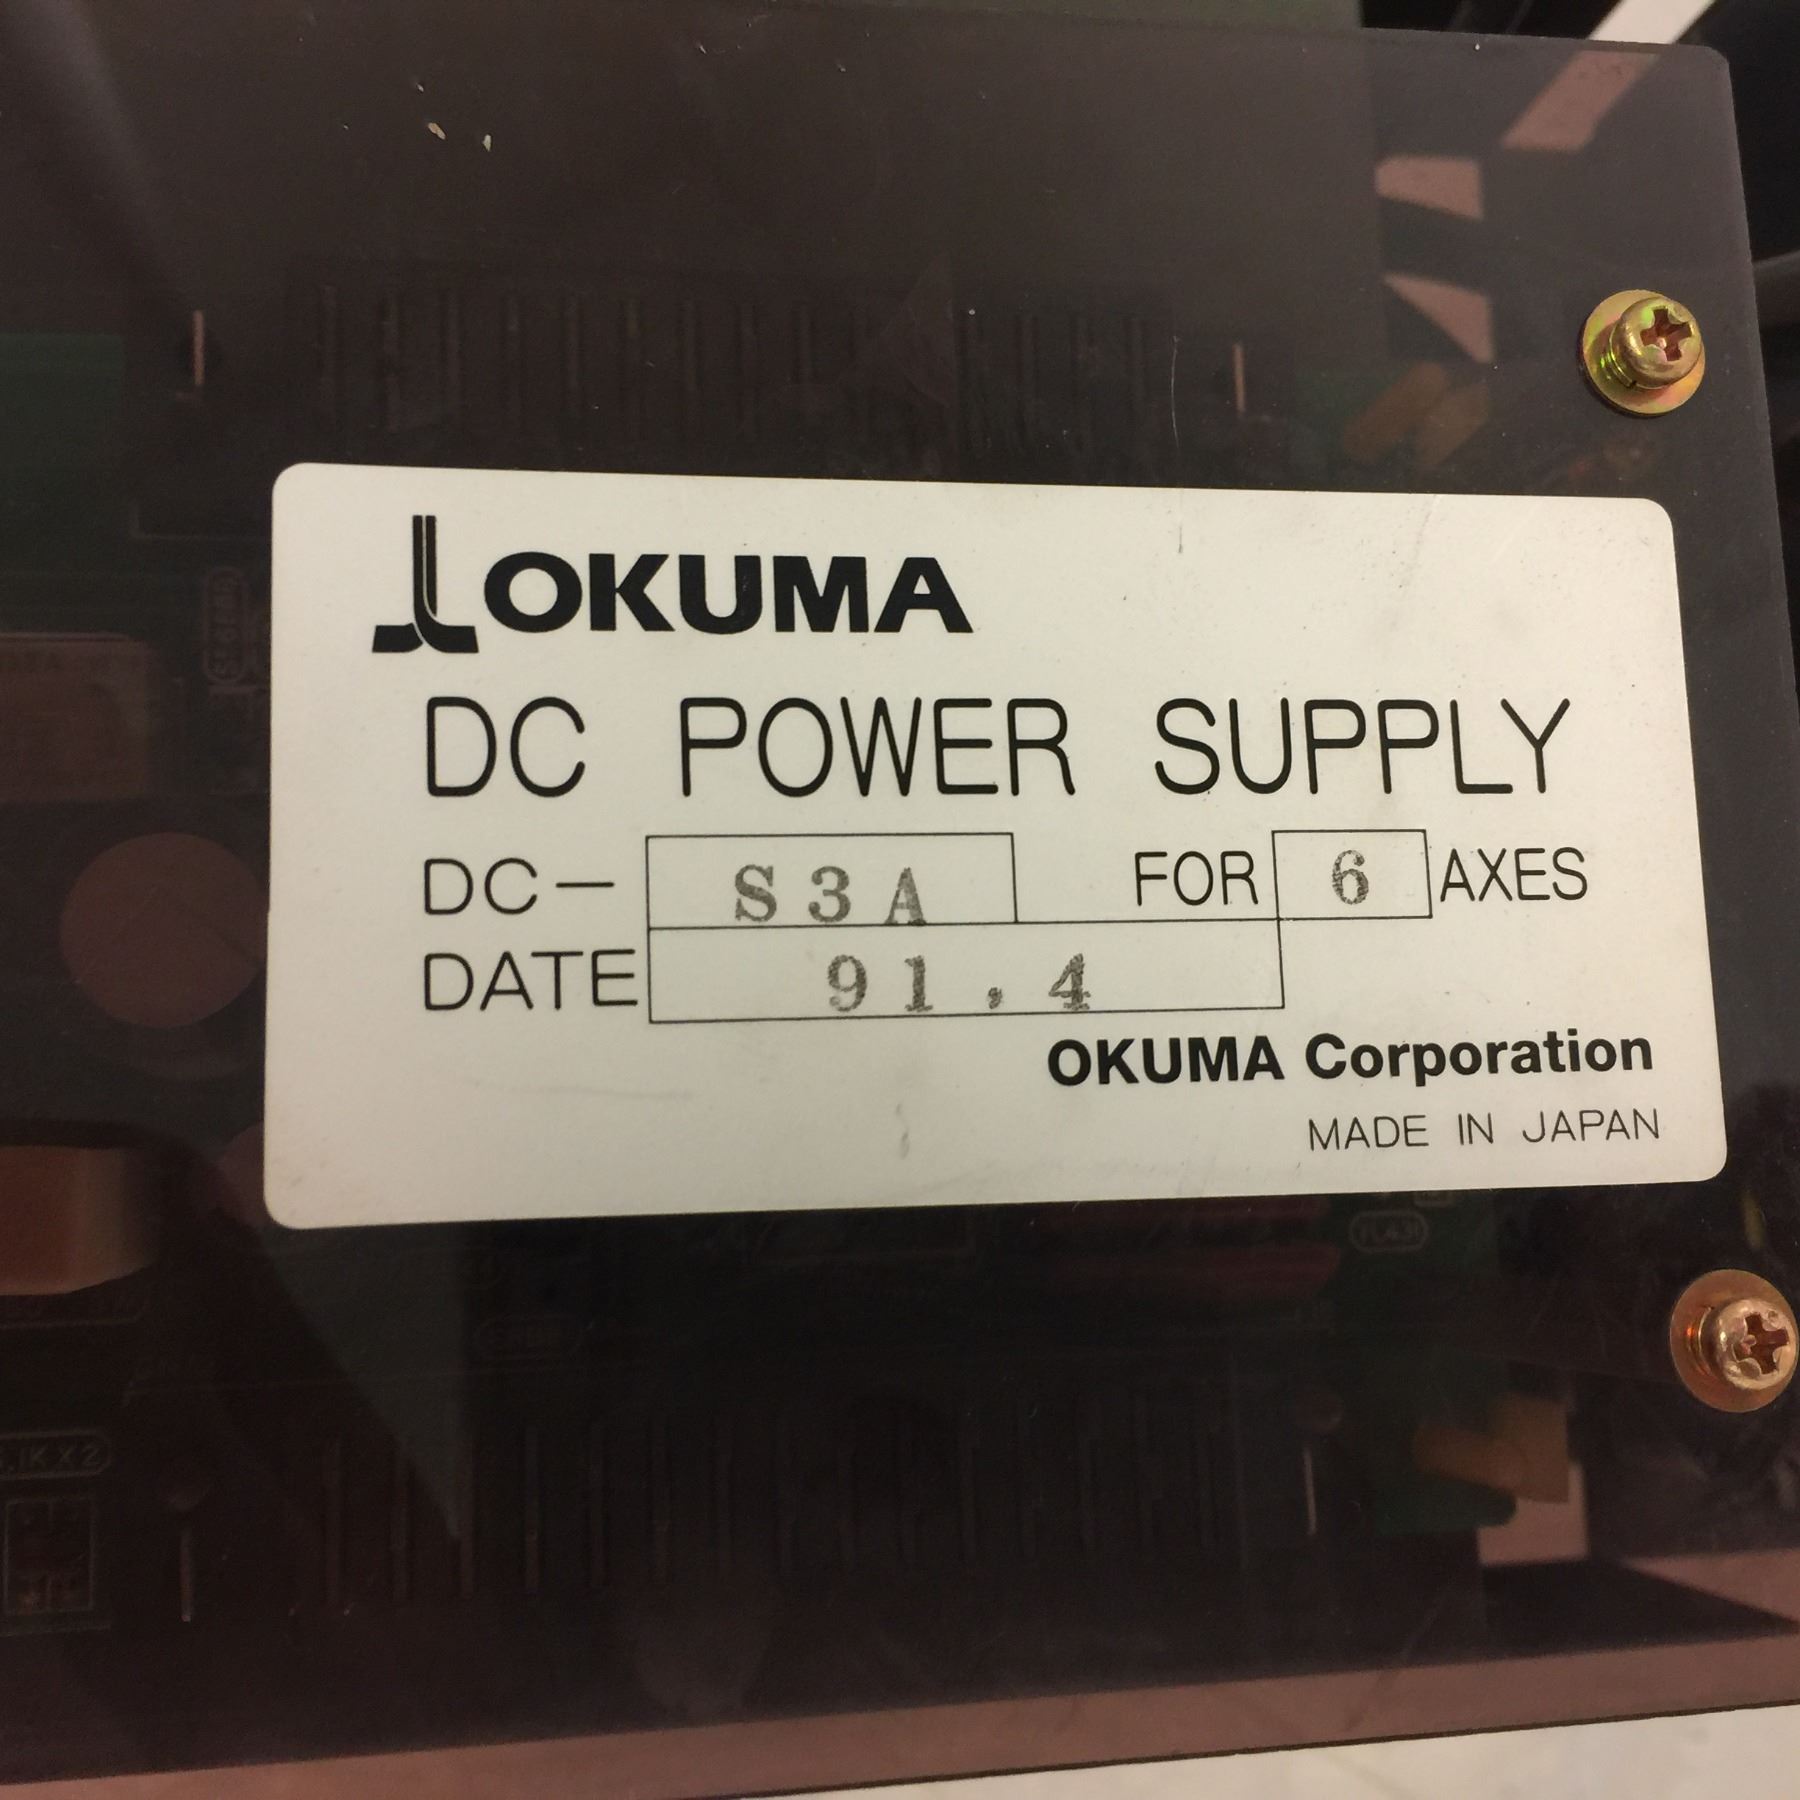 OKUMA
DC POWER SUPPLY
DC- S3A FOR 6 AXES
DATE 91.4
OKUMA Corporation
MADE IN JAPAN